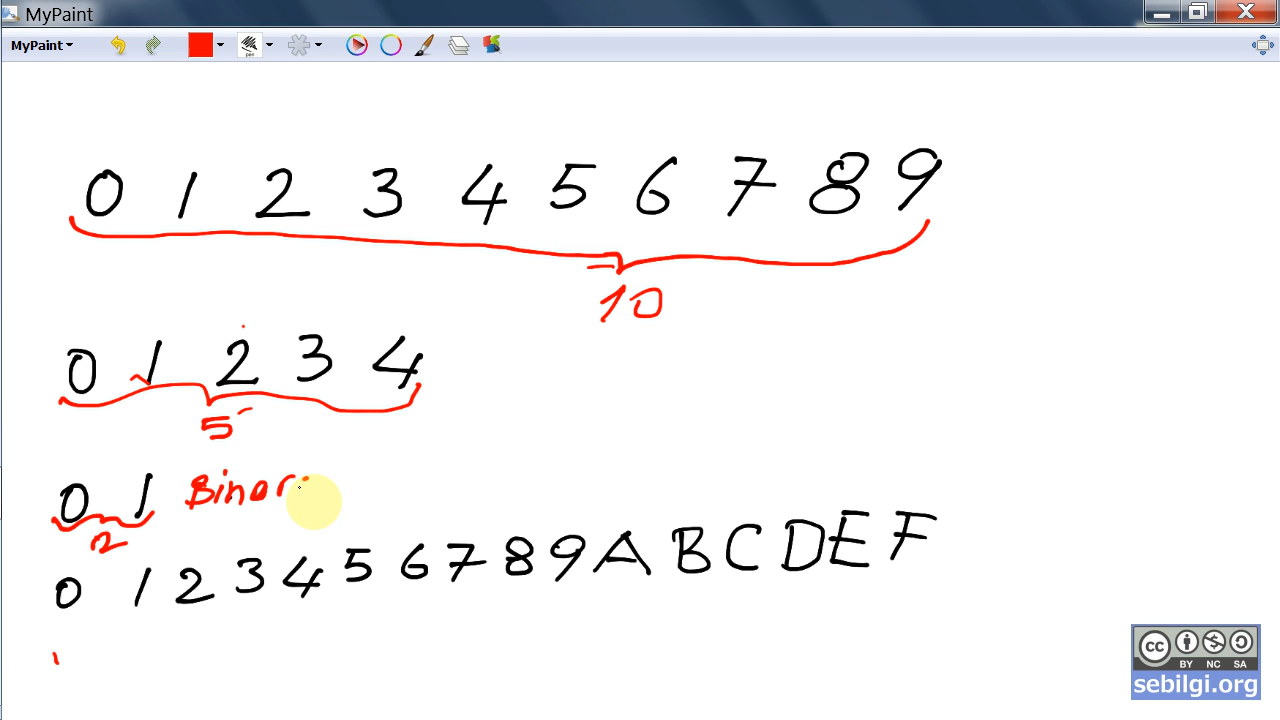 MyPaint
MyPaint
0 1 2 3 4 5 6 7 8 9
10
0 1 2 3 4
5
0 1 Binar
2
0 1 2 3 4 5 6 7 8 9 A B C D E F
cc BY NC SA
sebilgi.org